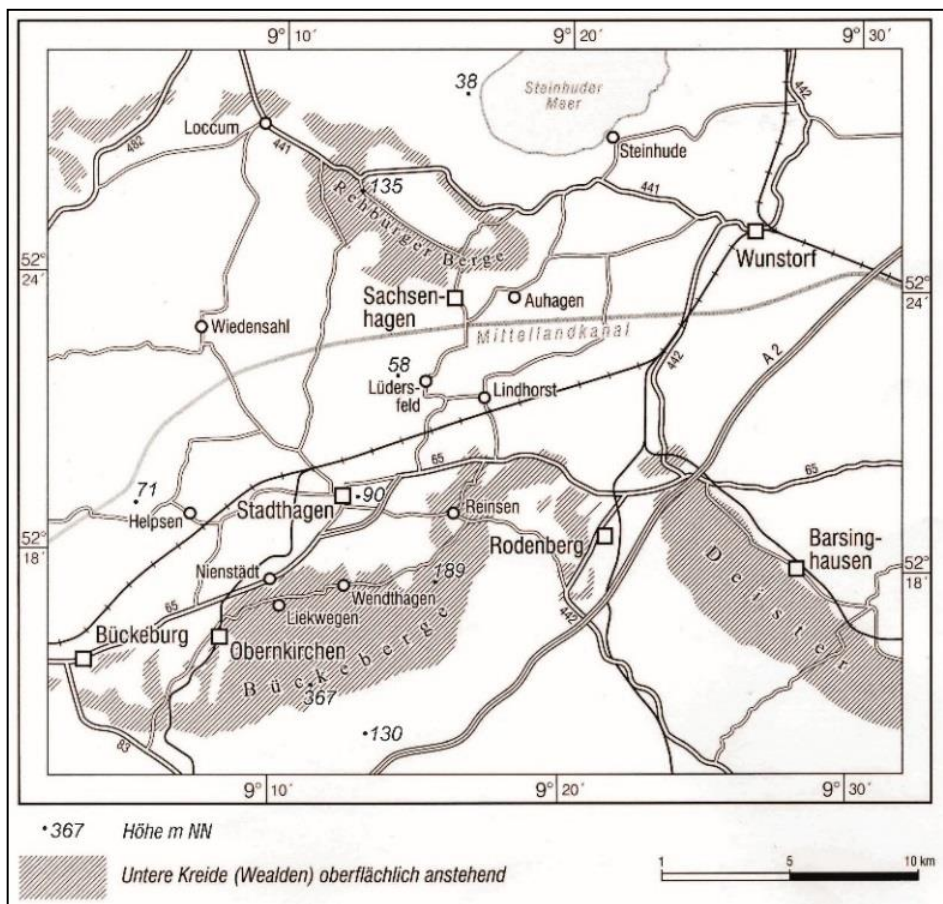 9° 10´ 9° 20´ 9° 30´
38
Steinhuder
Meer
442
Loccum
482
441
Steinhude
135
441
Rehburger Berge
Wunstorf
52°
24´
52°
24´
Sachsen-
hagen
Auhagen
Wiedensahl
Mittellandkanal
A 2
442
58
Lüders-
feld
Lindhorst
65
65
71
90
Helpsen
Stadthagen
Reinsen
Rodenberg
Barsing-
hausen
52°
18´
52°
18´
Deister
Nienstädt
189
Wendthagen
65
Liekwegen
442
Bückeburg
Obernkirchen
Bückeberge
367
130
83
9° 10´ 9° 20´ 9° 30´
·367 Höhe m NN
Untere Kreide (Wealden) oberflächlich anstehend
1 5 10 km